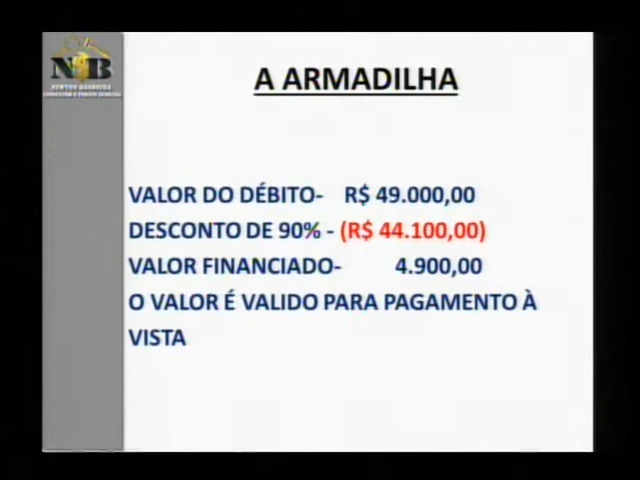 NB
A ARMADILHA
VALOR DO DÉBITO- R$ 49.000,00
DESCONTO DE 90% - (R$ 44.100,00)
VALOR FINANCIADO- 4.900,00
O VALOR É VALIDO PARA PAGAMENTO À
VISTA